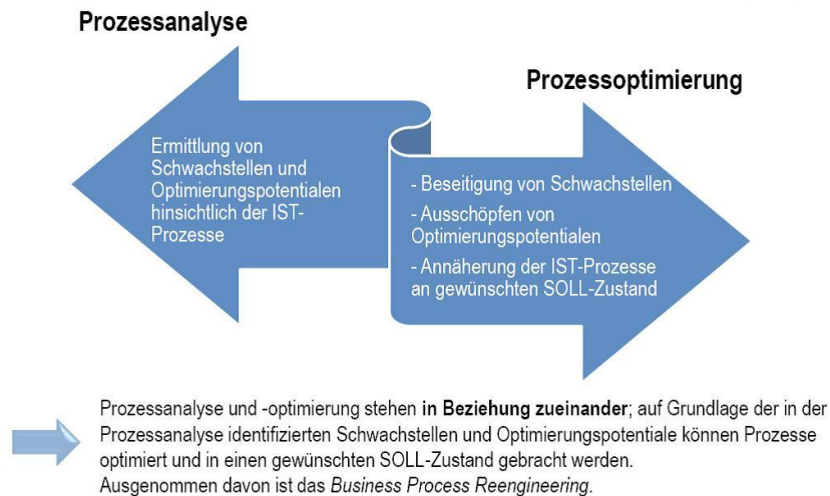 Prozessanalyse
Prozessoptimierung
Ermittlung von
Schwachstellen und
Optimierungspotentialen
hinsichtlich der IST-
Prozesse
- Beseitigung von Schwachstellen
- Ausschöpfen von
Optimierungspotentialen
- Annäherung der IST-Prozesse
an gewünschten SOLL-Zustand
Prozessanalyse und -optimierung stehen in Beziehung zueinander; auf Grundlage der in der
Prozessanalyse identifizierten Schwachstellen und Optimierungspotentiale können Prozesse
optimiert und in einen gewünschten SOLL-Zustand gebracht werden.
Ausgenommen davon ist das Business Process Reengineering.